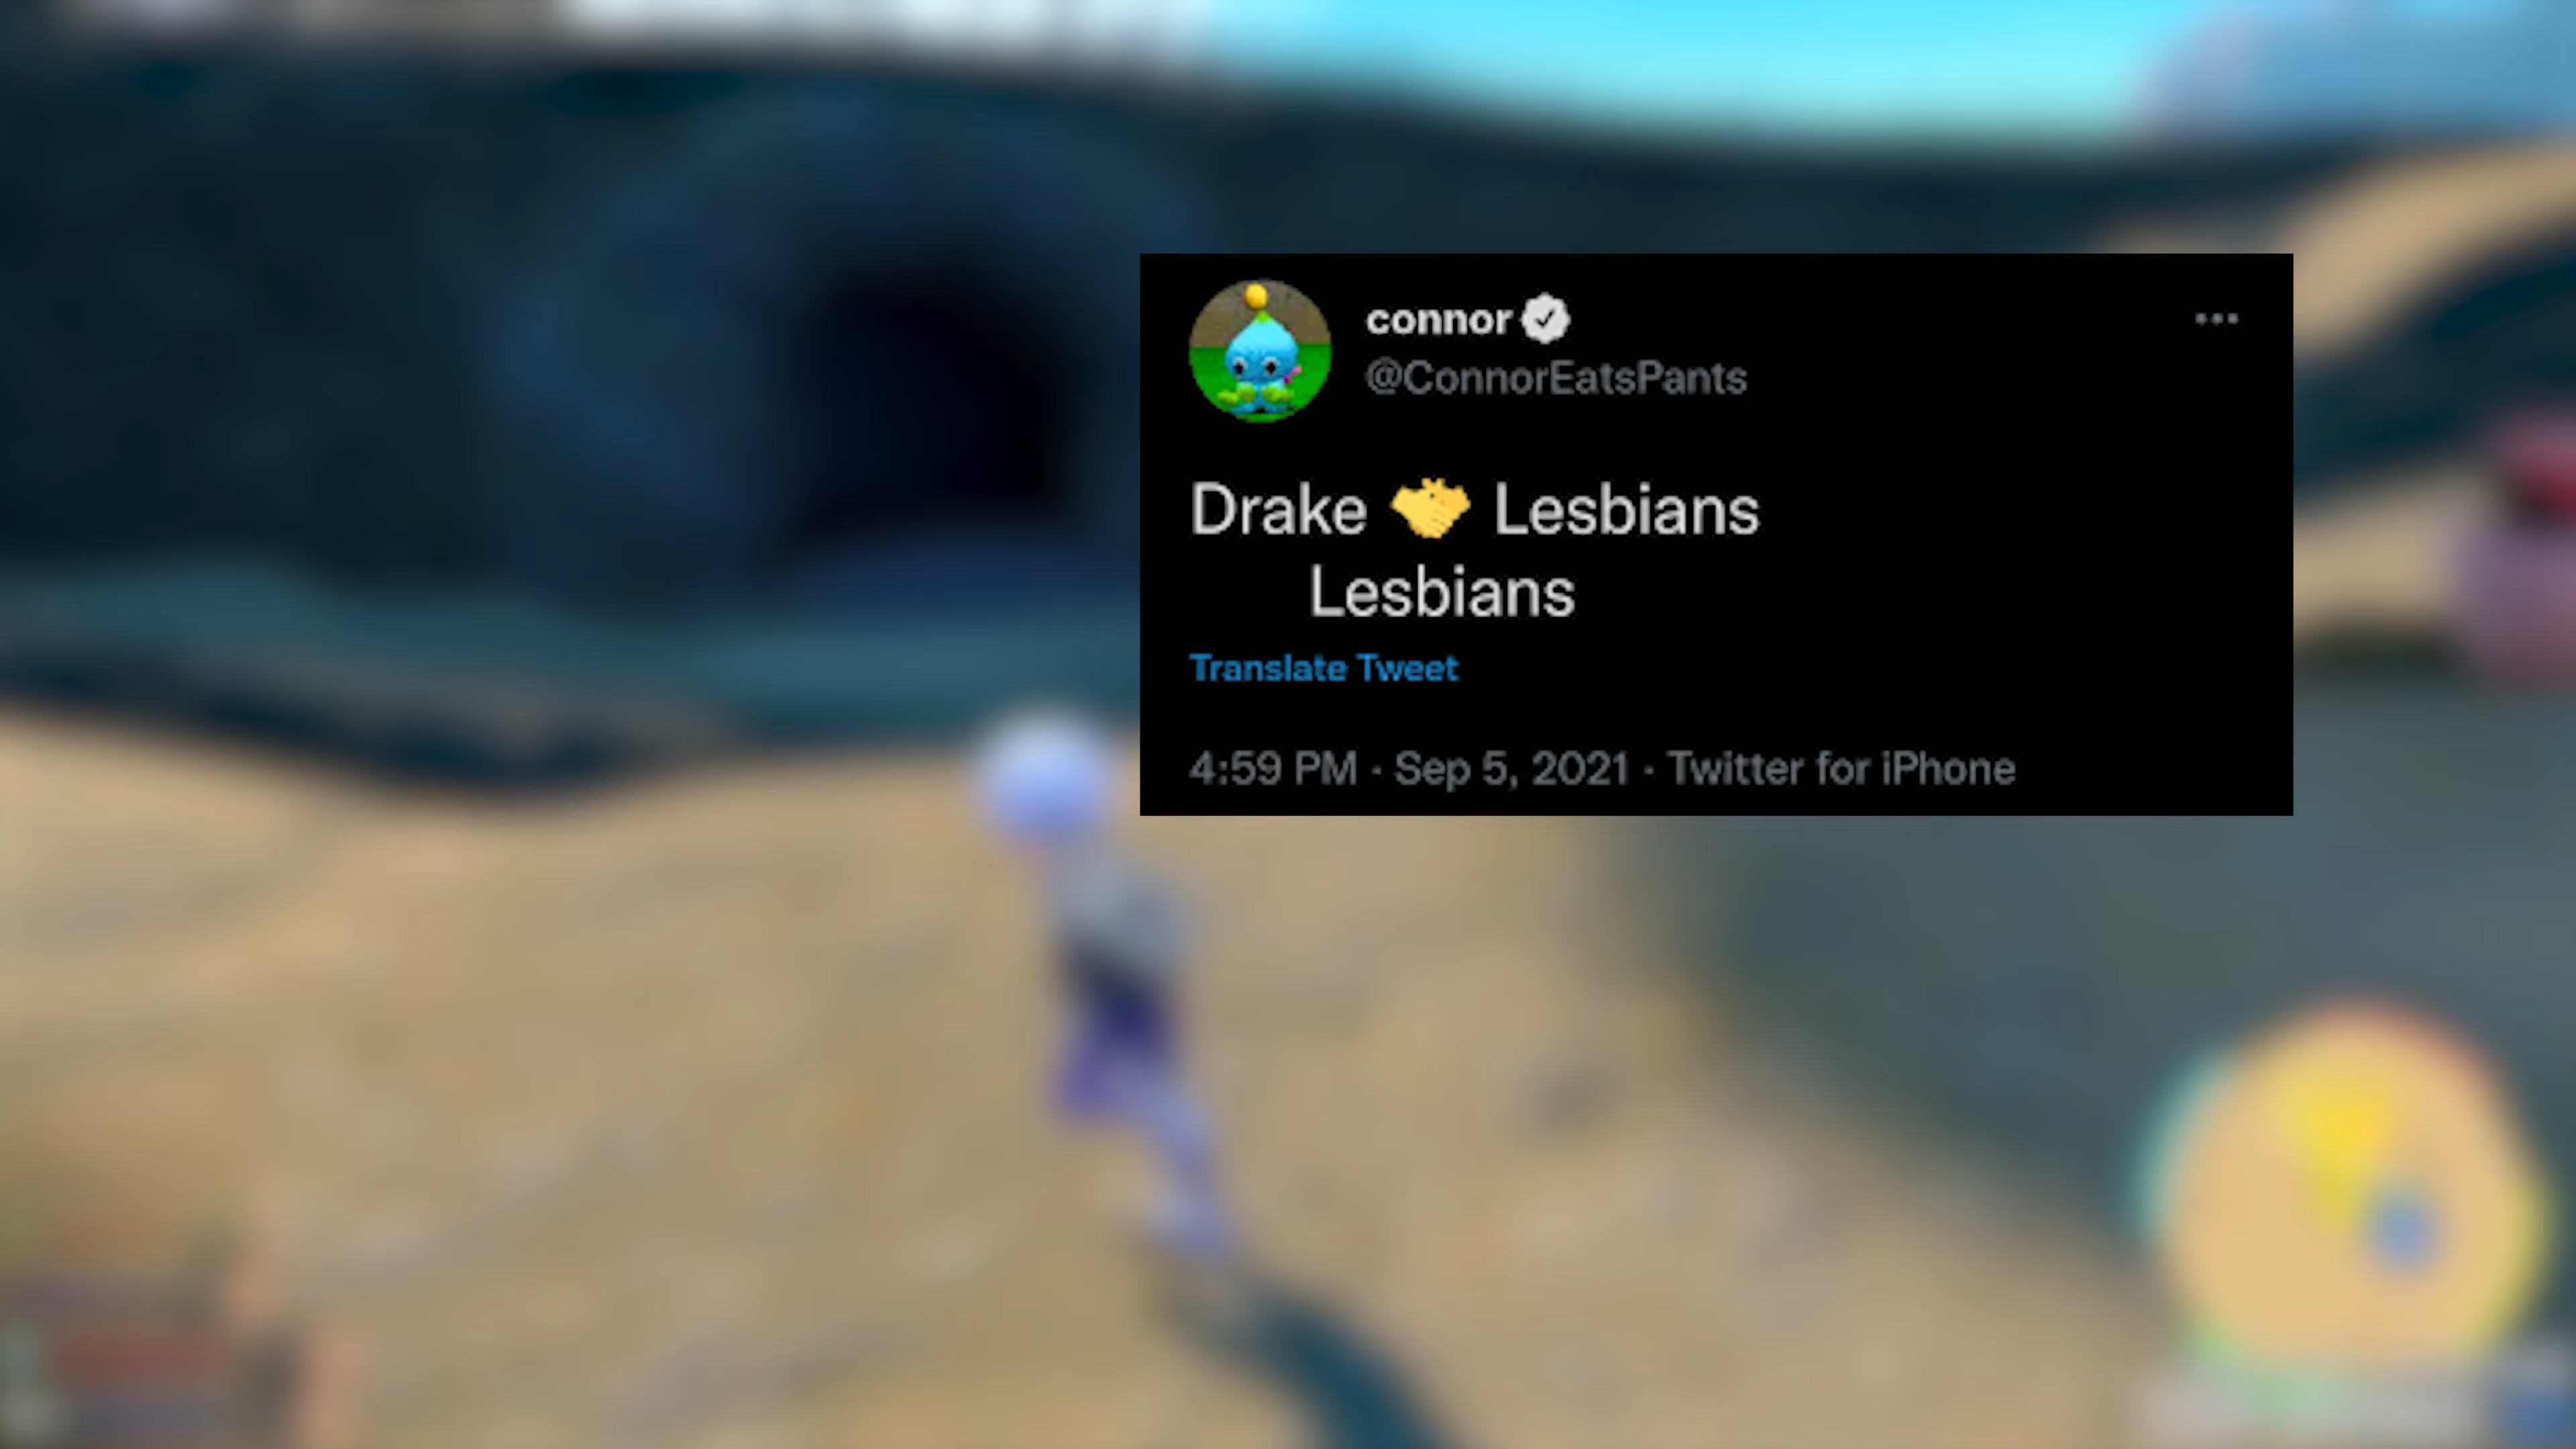 connor
@ConnorEatsPants
Drake 🤝 Lesbians
Lesbians
Translate Tweet
4:59 PM · Sep 5, 2021 · Twitter for iPhone